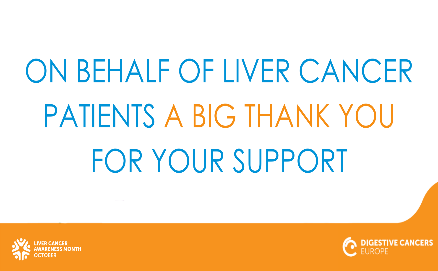 ON BEHALF OF LIVER CANCER
PATIENTS A BIG THANK YOU
FOR YOUR SUPPORT
LIVER CANCER
AWARENESS MONTH
OCTOBER
DIGESTIVE CANCERS
EUROPE